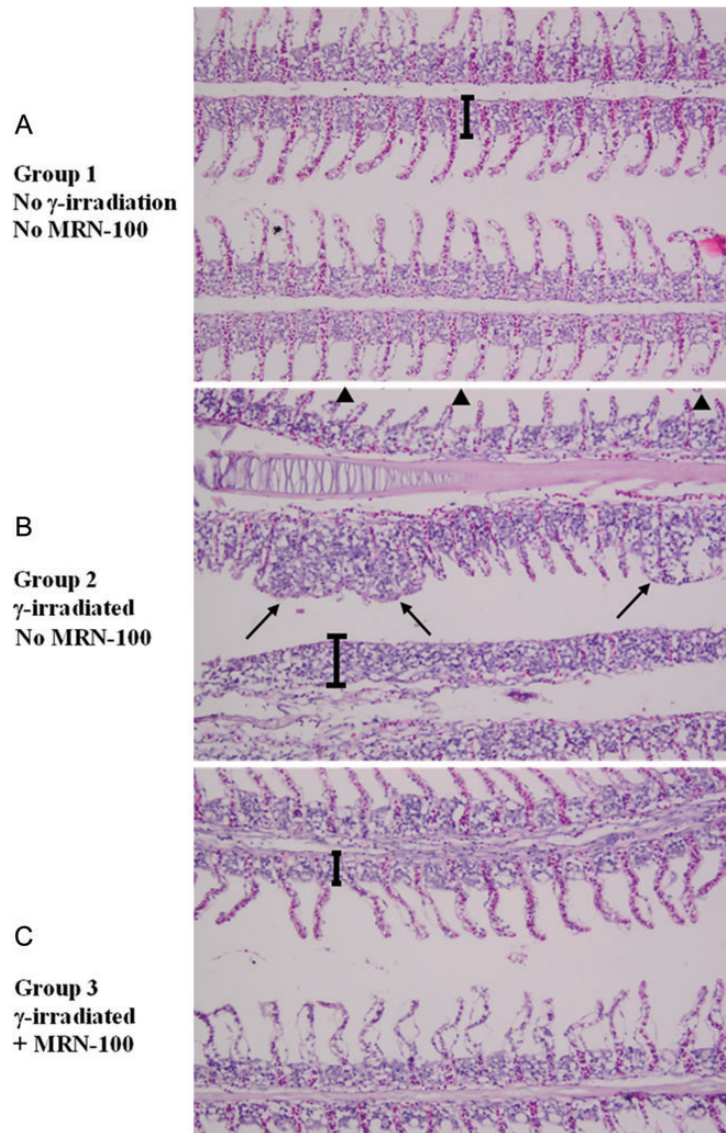 A
Group 1
No γ-irradiation
No MRN-100
B
Group 2
γ-irradiated
No MRN-100
C
Group 3
γ-irradiated
+ MRN-100